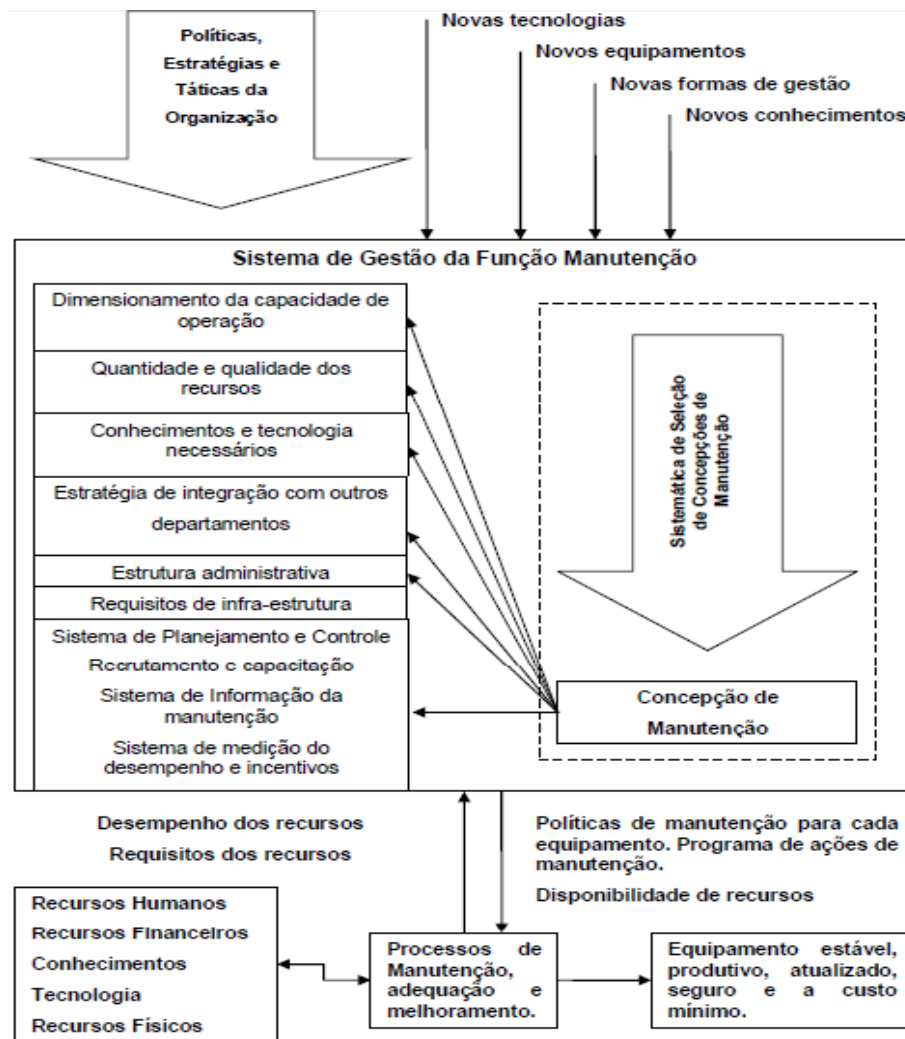 Políticas,
Estratégias e
Táticas da
Organização
Novas tecnologias
Novos equipamentos
Novas formas de gestão
Novos conhecimentos
Sistema de Gestão da Função Manutenção
Dimensionamento da capacidade de
operação
Quantidade e qualidade dos
recursos
Conhecimentos e tecnologia
necessários
Estratégia de integração com outros
departamentos
Estrutura administrativa
Requisitos de infra-estrutura
Sistema de Planejamento e Controle
Recrutamento e capacitação
Sistema de Informação da
manutenção
Sistema de medição do
desempenho e incentivos
Sistemática de Seleção
de Concepções de
Manutenção
Concepção de
Manutenção
Desempenho dos recursos
Requisitos dos recursos
Políticas de manutenção para cada
equipamento. Programa de ações de
manutenção.
Disponibilidade de recursos
Recursos Humanos
Recursos Financeiros
Conhecimentos
Tecnologia
Recursos Físicos
Processos de
Manutenção,
adequação e
melhoramento.
Equipamento estável,
produtivo, atualizado,
seguro e a custo
mínimo.